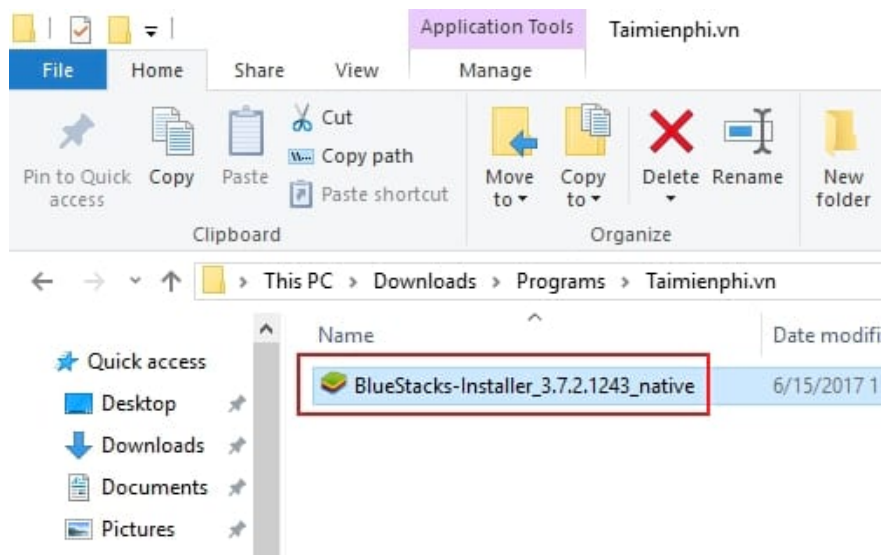 Application Tools Taimienphi.vn
File Home Share View Manage
Pin to Quick access
Copy
Paste
Cut
Copy path
Paste shortcut
Move to
Copy to
Delete
Rename
New folder
Clipboard Organize
This PC > Downloads > Programs > Taimienphi.vn
Name Date modifi
Quick access
BlueStacks-Installer_3.7.2.1243_native 6/15/2017 1
Desktop
Downloads
Documents
Pictures